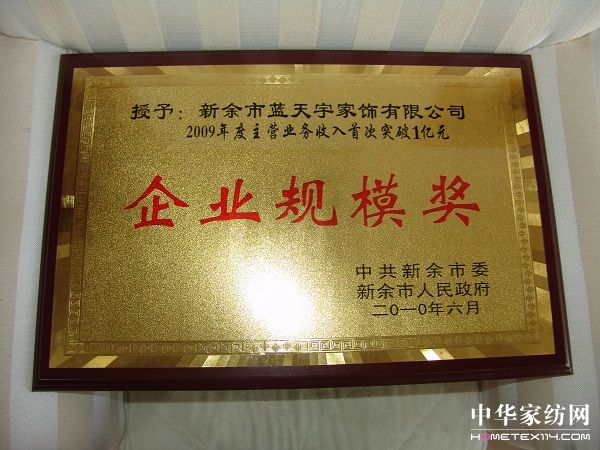 授予：新余市蓝天宇家饰有限公司
2009年度主营业务收入首次突破1亿元
企业规模奖
中共新余市委
新余市人民政府
二0一0年六月
中华家纺网
HOMETEX114.COM